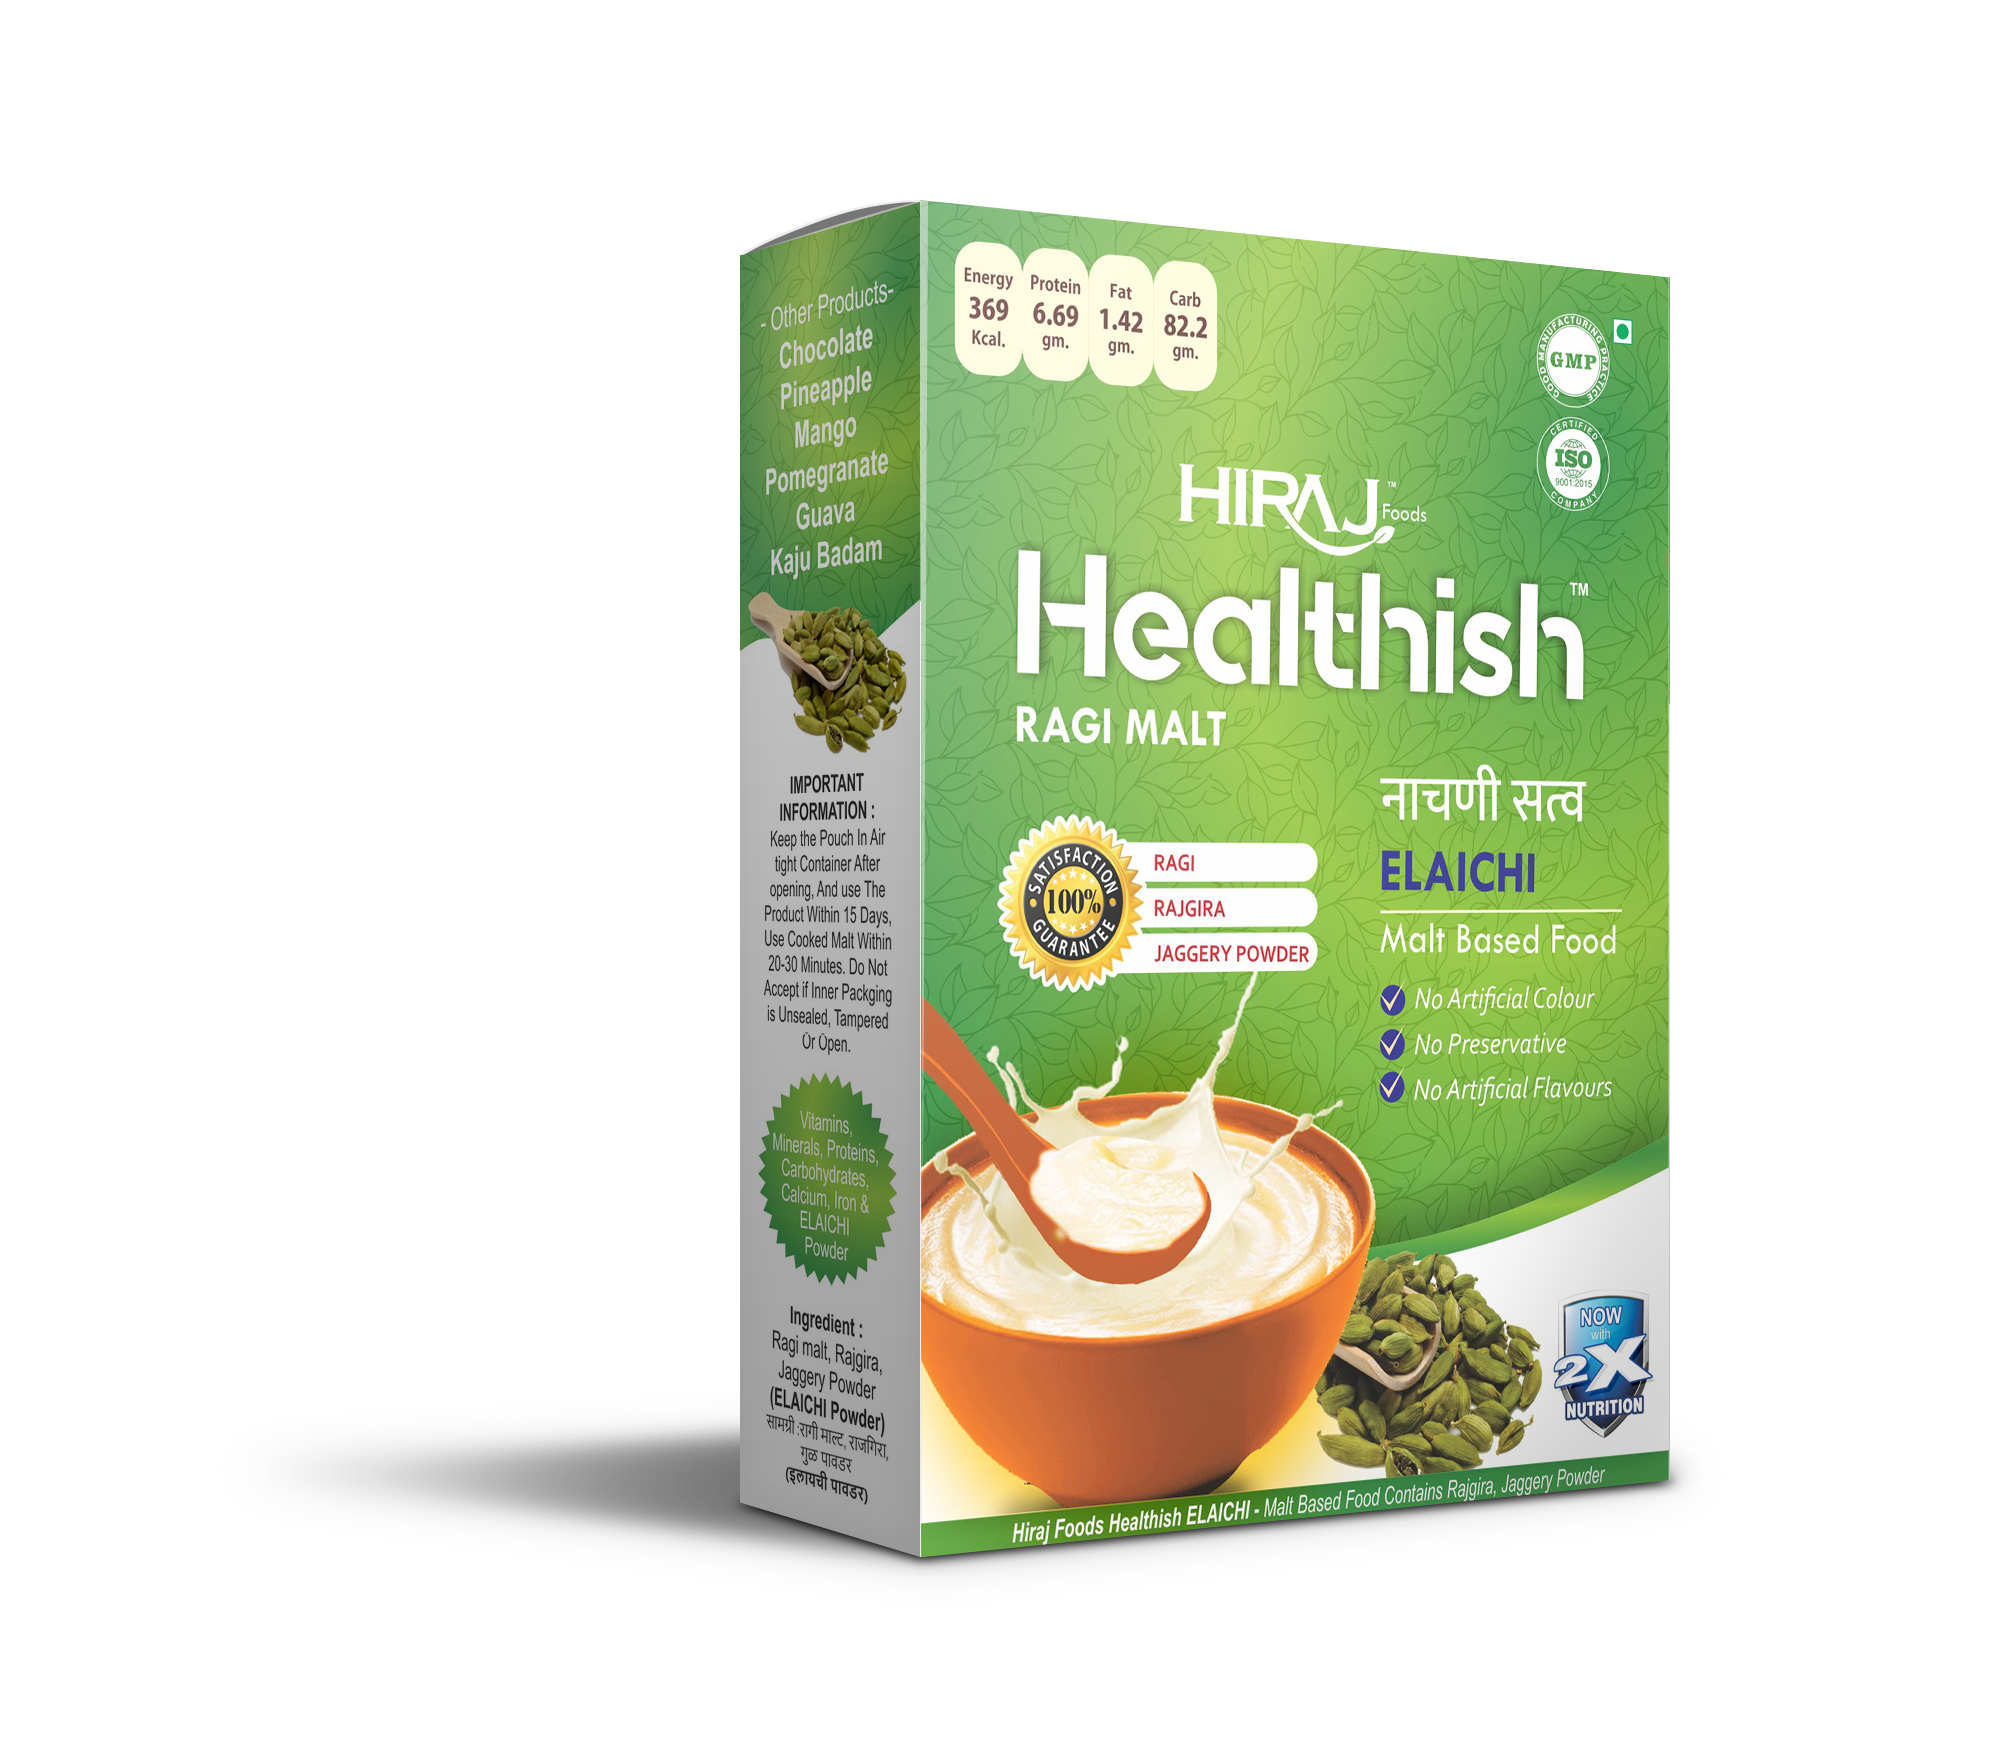 - Other Products-
Chocolate
Pineapple
Mango
Pomegranate
Guava
Kaju Badam
IMPORTANT
INFORMATION :
Keep the Pouch In Air
tight Container After
opening, And use The
Product Within 15 Days,
Use Cooked Malt Within
20-30 Minutes. Do Not
Accept if Inner Packging
is Unsealed, Tampered
Or Open.
Vitamins,
Minerals, Proteins,
Carbohydrates,
Calcium, Iron &
ELAICHI
Powder
Ingredient :
Ragi malt, Rajgira,
Jaggery Powder
(ELAICHI Powder)
सामग्री :रागी माल्ट, राजगिरा,
गुळ पावडर
(इलायची पावडर)
Energy
369
Kcal.
Protein
6.69
gm.
Fat
1.42
gm.
Carb
82.2
gm.
GOOD MANUFACTURING PRACTICE
GMP
CERTIFIED
ISO
9001:2015
COMPANY
HIRAJ™ Foods
Healthish™
RAGI MALT
नाचणी सत्व
ELAICHI
Malt Based Food
No Artificial Colour
No Preservative
No Artificial Flavours
SATISFACTION
100%
GUARANTEE
RAGI
RAJGIRA
JAGGERY POWDER
NOW
with
2X
NUTRITION
Hiraj Foods Healthish ELAICHI - Malt Based Food Contains Rajgira, Jaggery Powder